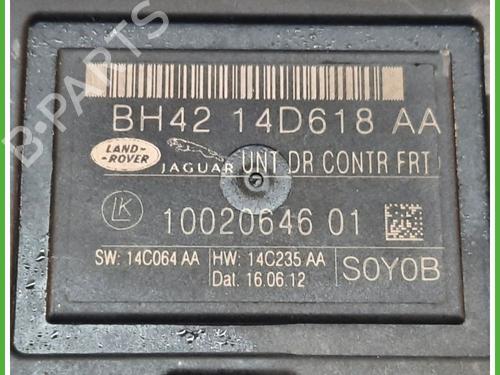 B-PARTS
BH42 14D618 AA
LAND-
ROVER
JAGUAR UNT DR CONTR FRT
LK
10020646 01
SW: 14C064 AA HW: 14C235 AA
Dat. 16.06.12
S0Y0B